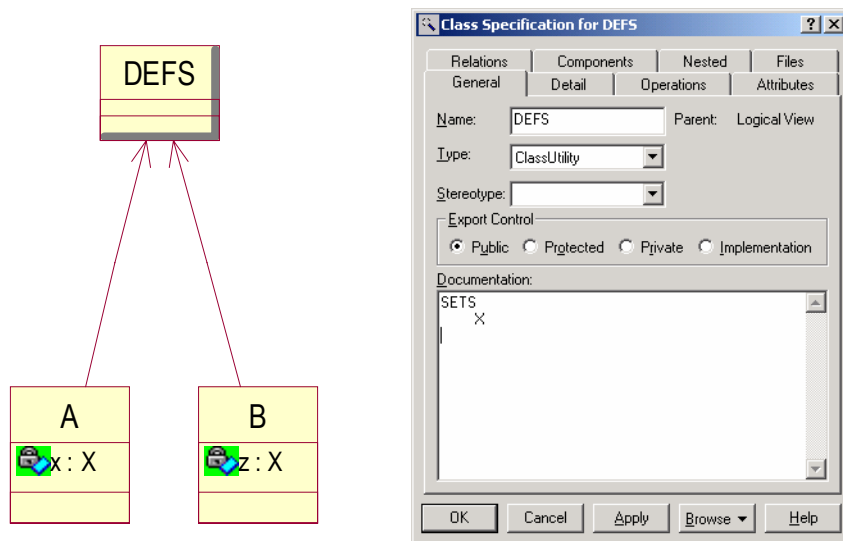 DEFS
A
x : X
B
z : X
Class Specification for DEFS
Relations Components Nested Files
General Detail Operations Attributes
Name: DEFS Parent: Logical View
Type: ClassUtility
Stereotype:
Export Control
Public Protected Private Implementation
Documentation:
SETS
X
OK Cancel Apply Browse Help